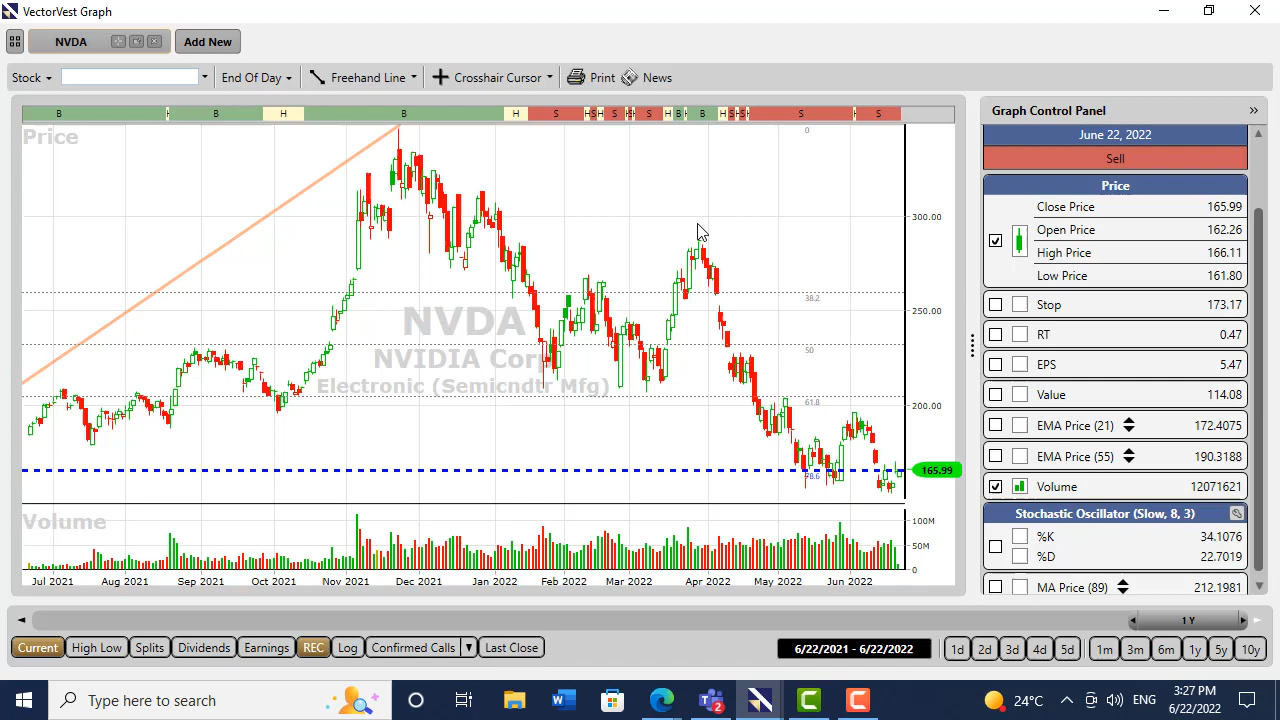 VectorVest Graph
NVDA
Add New
Stock
End Of Day
Freehand Line
Crosshair Cursor
Print
News
B H B H B H S H S H S H S H S H B H B H S H S H S H S
Price
0
300.00
38.2
250.00
50
61.8
200.00
78.6
165.99
NVDA
NVIDIA Corp
Electronic (Semicndtr Mfg)
Volume
100M
50M
0
Jul 2021 Aug 2021 Sep 2021 Oct 2021 Nov 2021 Dec 2021 Jan 2022 Feb 2022 Mar 2022 Apr 2022 May 2022 Jun 2022
Graph Control Panel
June 22, 2022
Sell
Price
Close Price 165.99
Open Price 162.26
High Price 166.11
Low Price 161.80
Stop 173.17
RT 0.47
EPS 5.47
Value 114.08
EMA Price (21) 172.4075
EMA Price (55) 190.3188
Volume 12071621
Stochastic Oscillator (Slow, 8, 3)
%K 34.1076
%D 22.7019
MA Price (89) 212.1981
1 Y
Current High Low Splits Dividends Earnings REC Log Confirmed Calls Last Close
6/22/2021 - 6/22/2022
1d 2d 3d 4d 5d 1m 3m 6m 1y 5y 10y
Type here to search
2
24°C
ENG
3:27 PM
6/22/2022